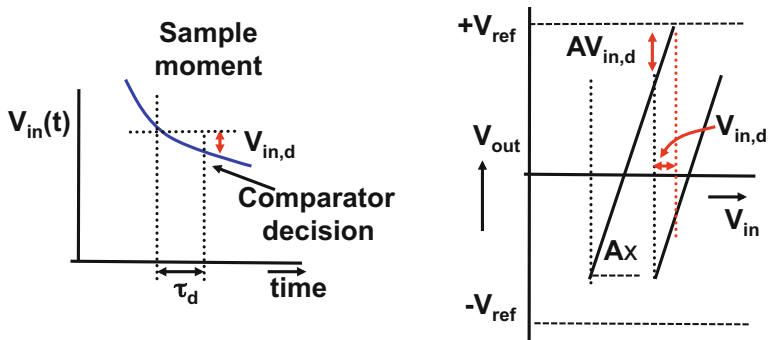 Sample
moment
V_in(t)
V_in,d
Comparator
decision
τ_d
time
+V_ref
AV_in,d
V_in,d
V_out
V_in
Ax
-V_ref